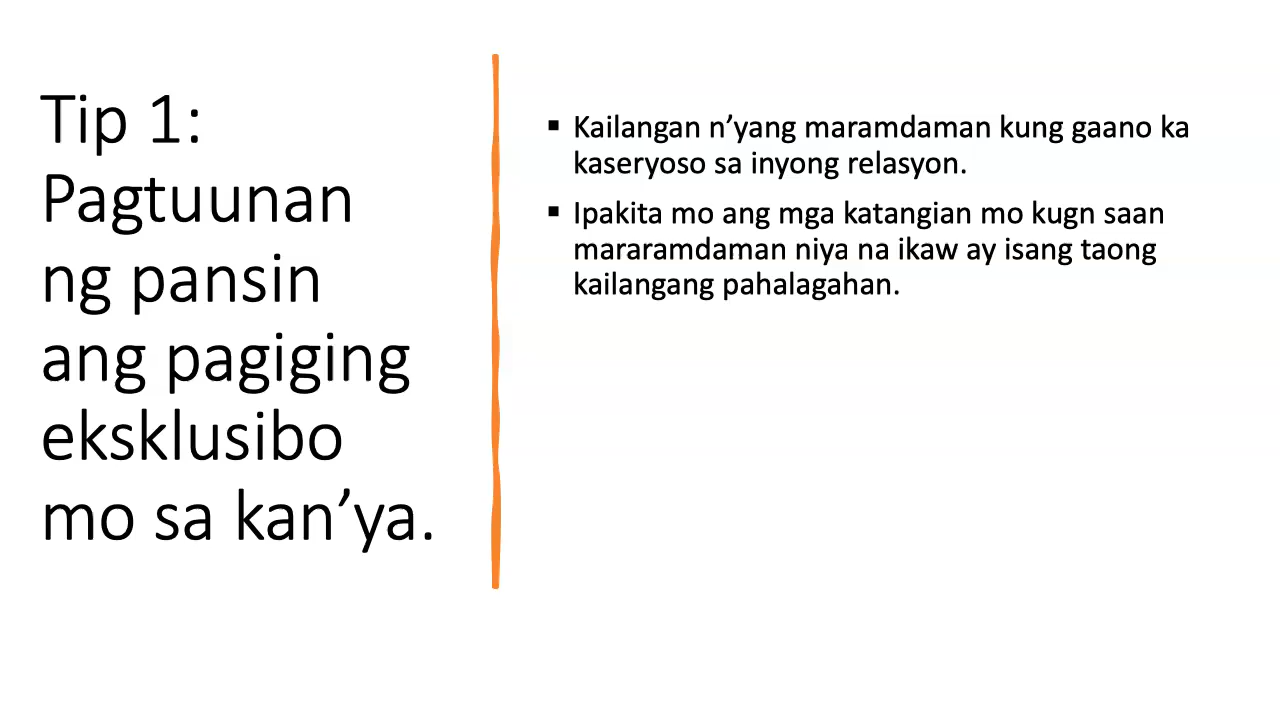 Tip 1:
Pagtuunan
ng pansin
ang pagiging
eksklusibo
mo sa kan’ya.
▪ Kailangan n’yang maramdaman kung gaano ka
kaseryoso sa inyong relasyon.
▪ Ipakita mo ang mga katangian mo kugn saan
mararamdaman niya na ikaw ay isang taong
kailangang pahalagahan.